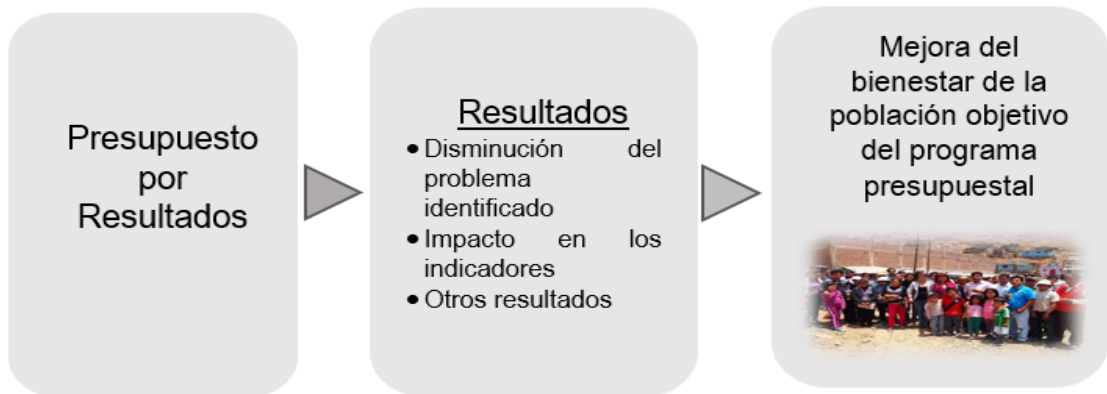 Presupuesto
por
Resultados
Resultados
• Disminución del
problema
identificado
• Impacto en los
indicadores
• Otros resultados
Mejora del
bienestar de la
población objetivo
del programa
presupuestal